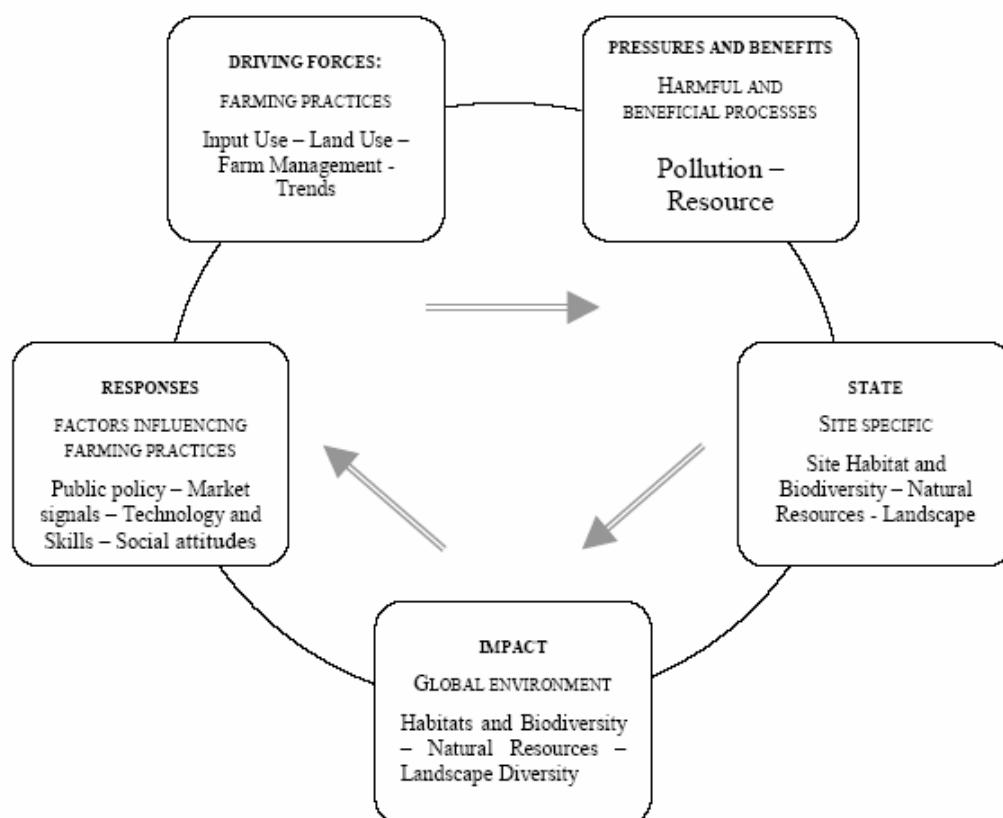 DRIVING FORCES:
FARMING PRACTICES
Input Use – Land Use –
Farm Management -
Trends
PRESSURES AND BENEFITS
HARMFUL AND
BENEFICIAL PROCESSES
Pollution –
Resource
STATE
SITE SPECIFIC
Site Habitat and
Biodiversity – Natural
Resources - Landscape
IMPACT
GLOBAL ENVIRONMENT
Habitats and Biodiversity
– Natural Resources –
Landscape Diversity
RESPONSES
FACTORS INFLUENCING
FARMING PRACTICES
Public policy – Market
signals – Technology and
Skills – Social attitudes